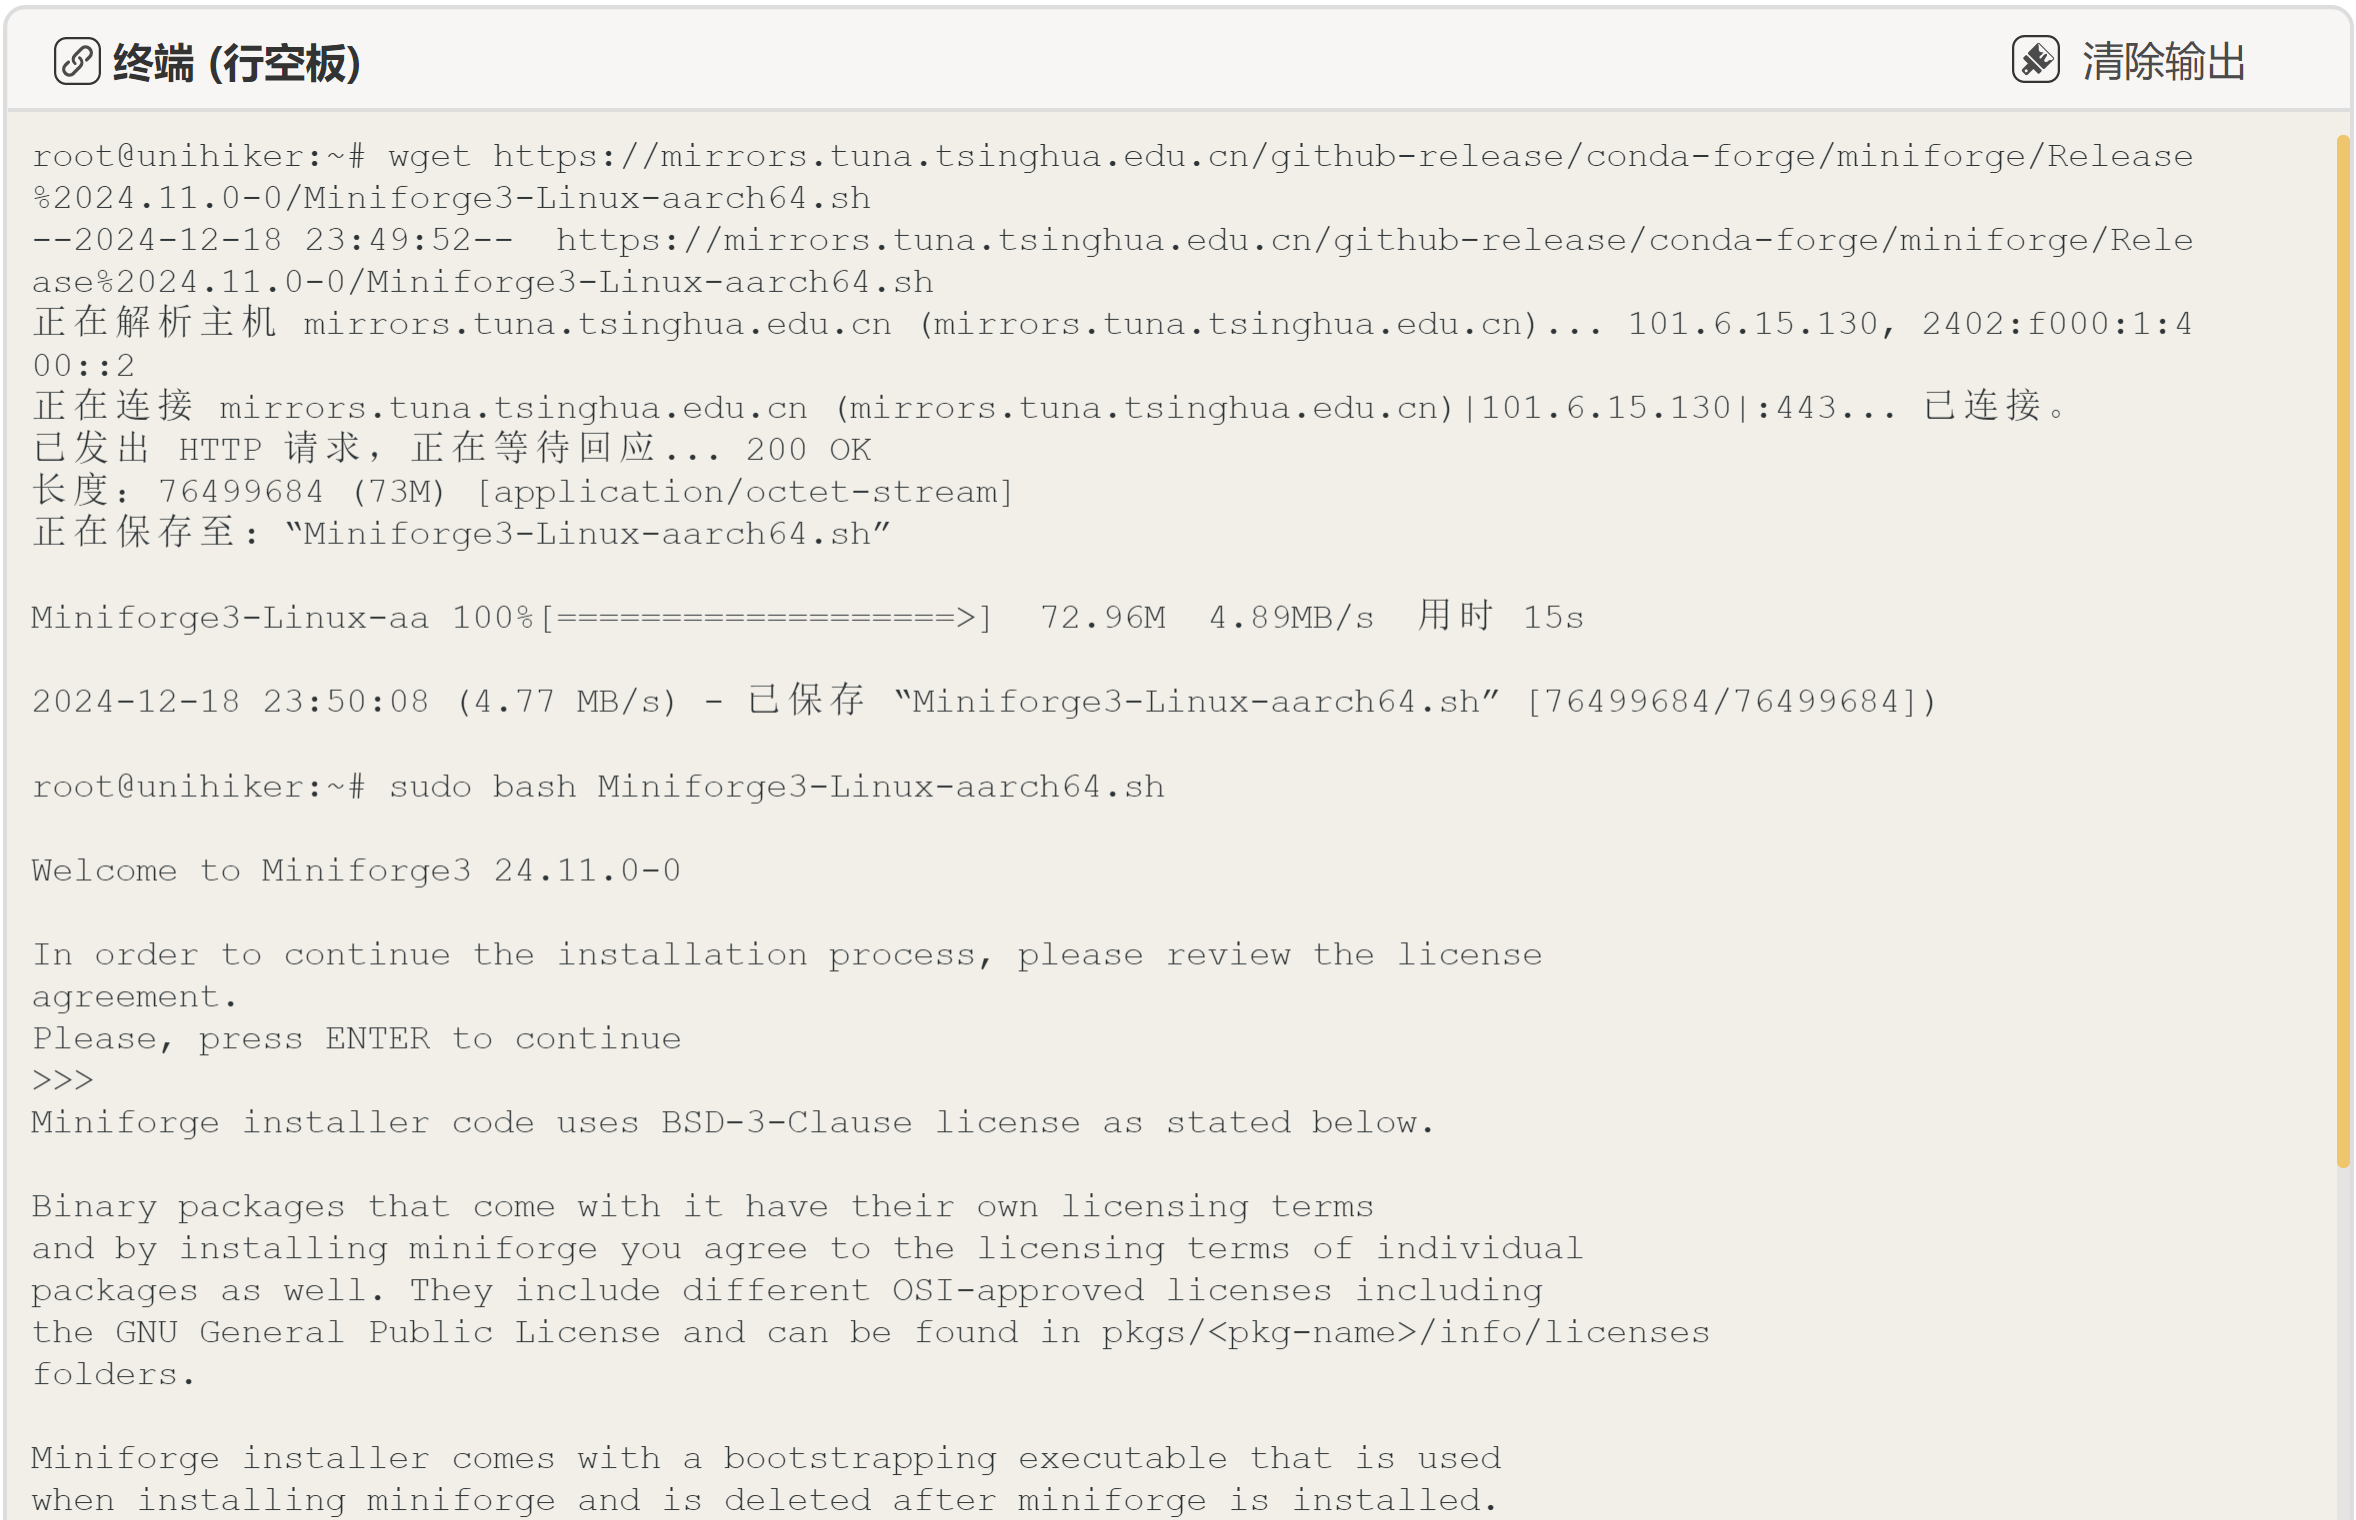 终端 (行空板)
清除输出
root@unihiker:~# wget https://mirrors.tuna.tsinghua.edu.cn/github-release/conda-forge/miniforge/Release
%2024.11.0-0/Miniforge3-Linux-aarch64.sh
--2024-12-18 23:49:52--  https://mirrors.tuna.tsinghua.edu.cn/github-release/conda-forge/miniforge/Rele
ase%2024.11.0-0/Miniforge3-Linux-aarch64.sh
正在解析主机 mirrors.tuna.tsinghua.edu.cn (mirrors.tuna.tsinghua.edu.cn)... 101.6.15.130, 2402:f000:1:4
00::2
正在连接 mirrors.tuna.tsinghua.edu.cn (mirrors.tuna.tsinghua.edu.cn)|101.6.15.130|:443... 已连接。
已发出 HTTP 请求，正在等待回应... 200 OK
长度：76499684 (73M) [application/octet-stream]
正在保存至: “Miniforge3-Linux-aarch64.sh”
Miniforge3-Linux-aa 100%[===================>]  72.96M  4.89MB/s  用时 15s
2024-12-18 23:50:08 (4.77 MB/s) - 已保存 “Miniforge3-Linux-aarch64.sh” [76499684/76499684])
root@unihiker:~# sudo bash Miniforge3-Linux-aarch64.sh
Welcome to Miniforge3 24.11.0-0
In order to continue the installation process, please review the license
agreement.
Please, press ENTER to continue
>>>
Miniforge installer code uses BSD-3-Clause license as stated below.
Binary packages that come with it have their own licensing terms
and by installing miniforge you agree to the licensing terms of individual
packages as well. They include different OSI-approved licenses including
the GNU General Public License and can be found in pkgs/<pkg-name>/info/licenses
folders.
Miniforge installer comes with a bootstrapping executable that is used
when installing miniforge and is deleted after miniforge is installed.